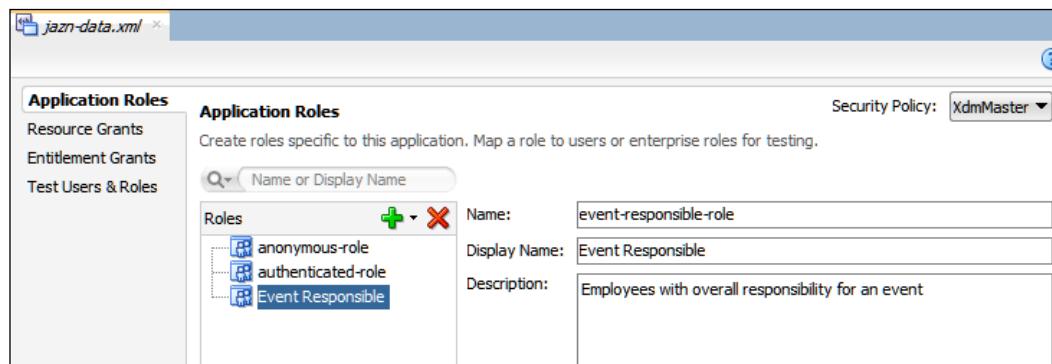 jazn-data.xml
Application Roles
Resource Grants
Entitlement Grants
Test Users & Roles
Application Roles
Security Policy: XdmMaster
Create roles specific to this application. Map a role to users or enterprise roles for testing.
Name or Display Name
Roles
anonymous-role
authenticated-role
Event Responsible
Name: event-responsible-role
Display Name: Event Responsible
Description: Employees with overall responsibility for an event